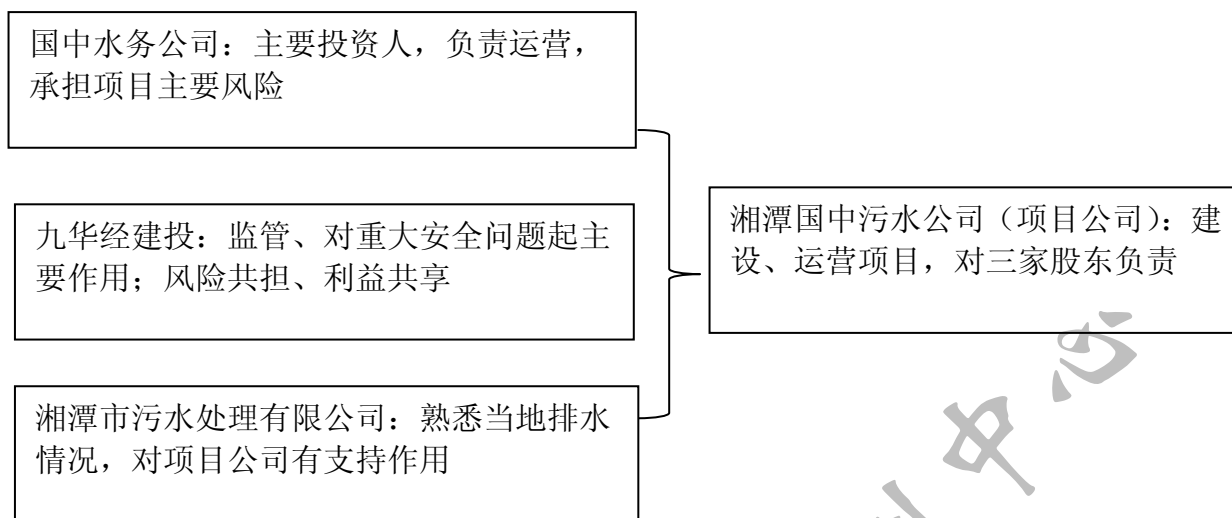 国中水务公司：主要投资人，负责运营，
承担项目主要风险
九华经建投：监管、对重大安全问题起主
要作用；风险共担、利益共享
湘潭市污水处理有限公司：熟悉当地排水
情况，对项目公司有支持作用
湘潭国中污水公司（项目公司）：建
设、运营项目，对三家股东负责
中心